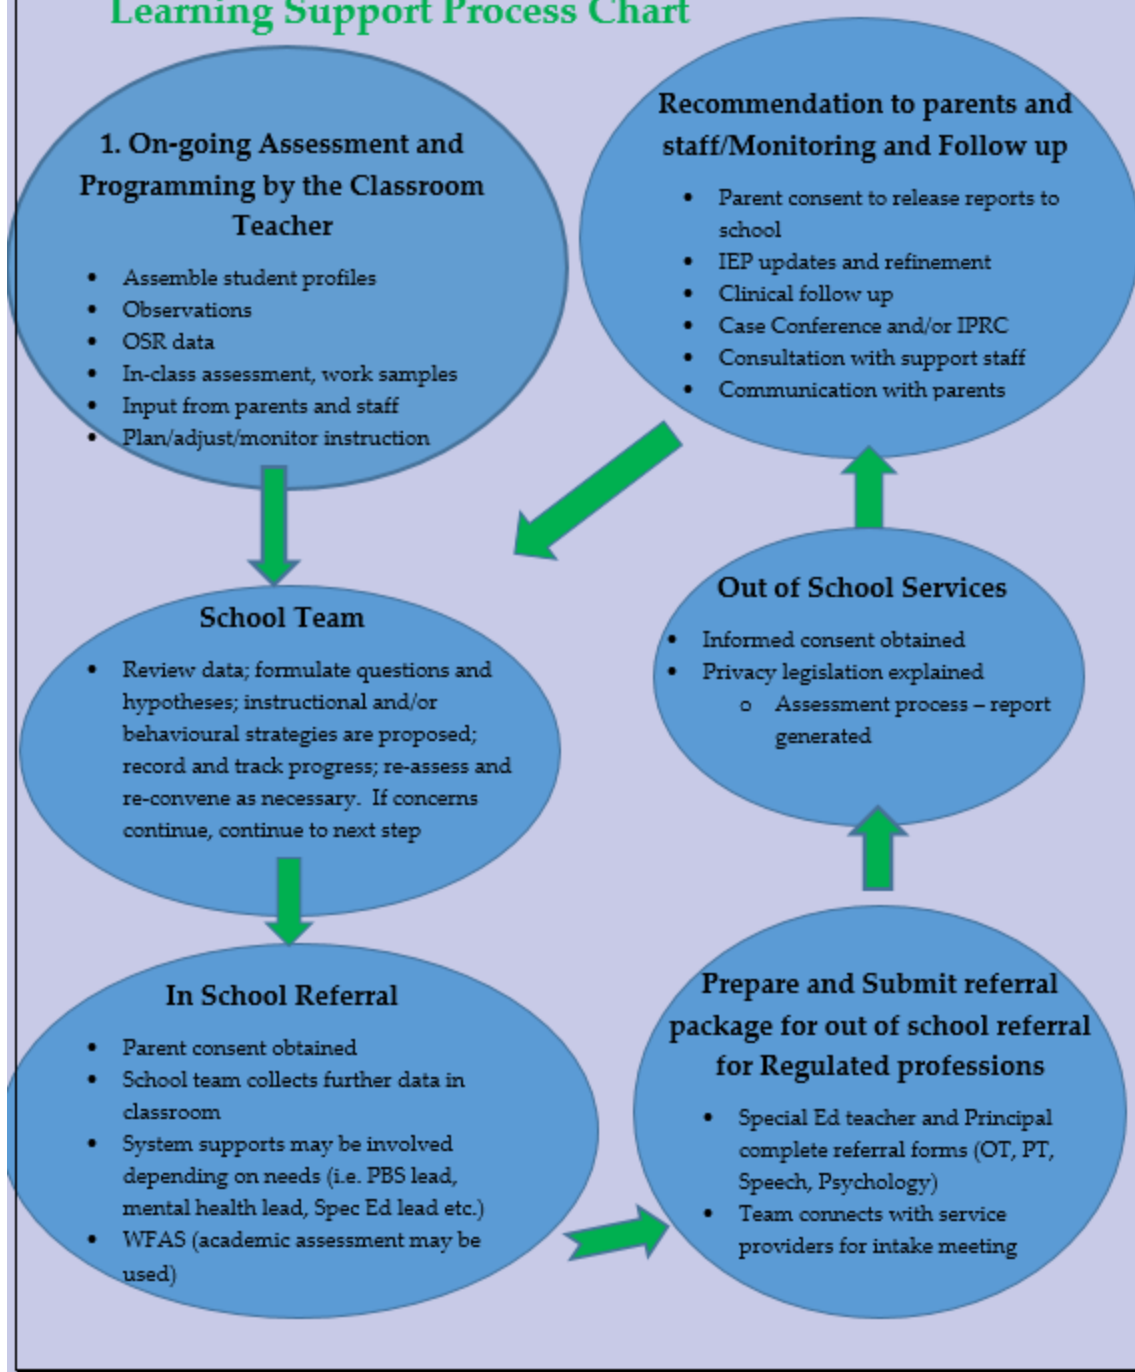 Learning Support Process Chart
1. On-going Assessment and
Programming by the Classroom
Teacher
• Assemble student profiles
• Observations
• OSR data
• In-class assessment, work samples
• Input from parents and staff
• Plan/adjust/monitor instruction
School Team
• Review data; formulate questions and
hypotheses; instructional and/or
behavioural strategies are proposed;
record and track progress; re-assess and
re-convene as necessary.  If concerns
continue, continue to next step
In School Referral
• Parent consent obtained
• School team collects further data in
classroom
• System supports may be involved
depending on needs (i.e. PBS lead,
mental health lead, Spec Ed lead etc.)
• WFAS (academic assessment may be
used)
Prepare and Submit referral
package for out of school referral
for Regulated professions
• Special Ed teacher and Principal
complete referral forms (OT, PT,
Speech, Psychology)
• Team connects with service
providers for intake meeting
Out of School Services
• Informed consent obtained
• Privacy legislation explained
o Assessment process – report
generated
Recommendation to parents and
staff/Monitoring and Follow up
• Parent consent to release reports to
school
• IEP updates and refinement
• Clinical follow up
• Case Conference and/or IPRC
• Consultation with support staff
• Communication with parents